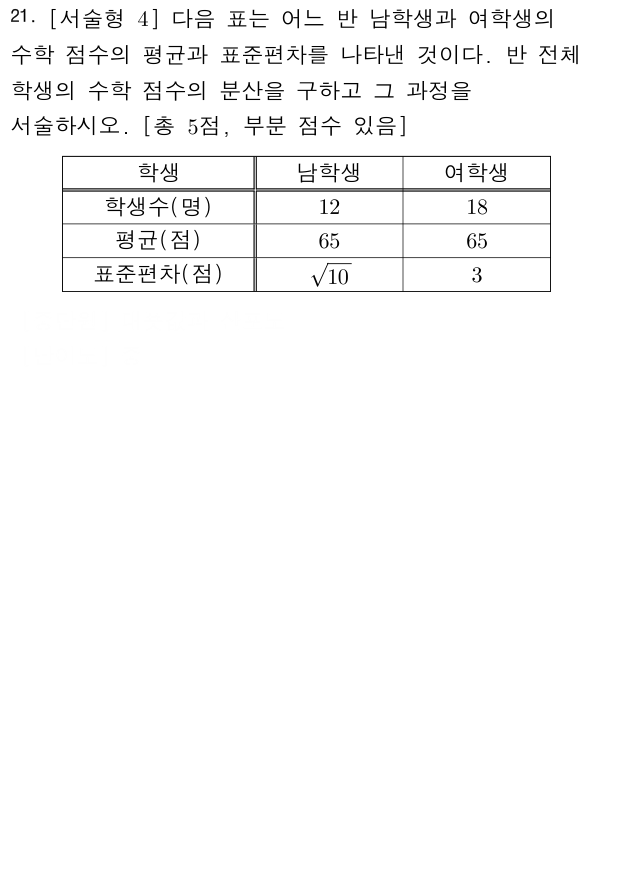 21. [서술형 4] 다음 표는 어느 반 남학생과 여학생의
수학 점수의 평균과 표준편차를 나타낸 것이다. 반 전체
학생의 수학 점수의 분산을 구하고 그 과정을
서술하시오. [총 5점, 부분 점수 있음]
학생 남학생 여학생
학생수(명) 12 18
평균(점) 65 65
표준편차(점) √10 3